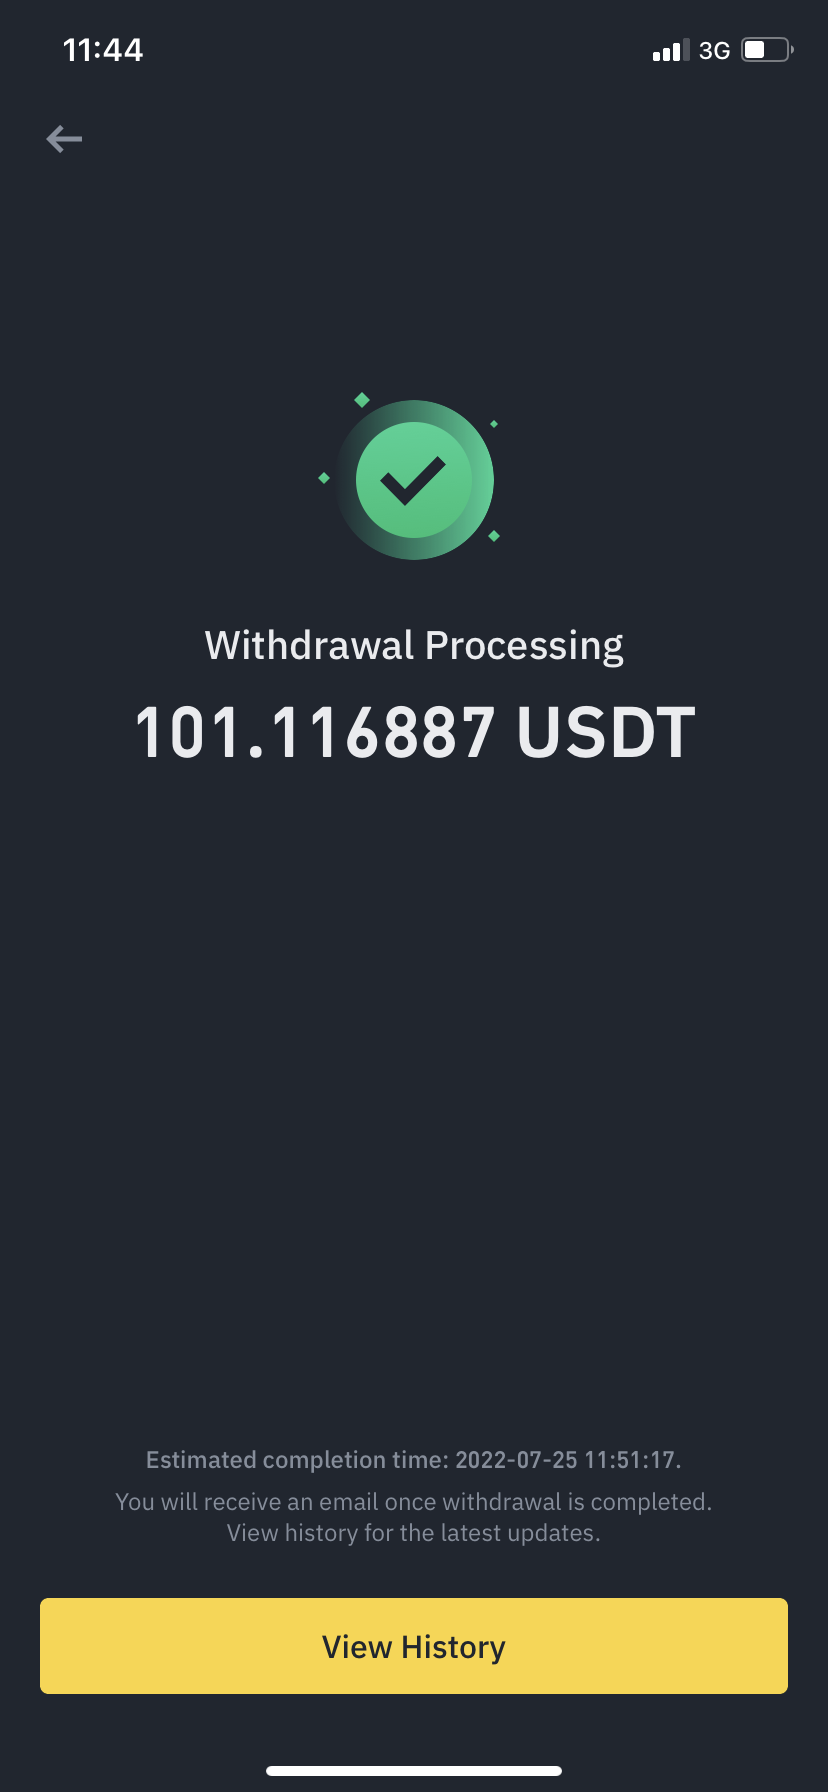 11:44
3G
Withdrawal Processing
101.116887 USDT
Estimated completion time: 2022-07-25 11:51:17.
You will receive an email once withdrawal is completed.
View history for the latest updates.
View History